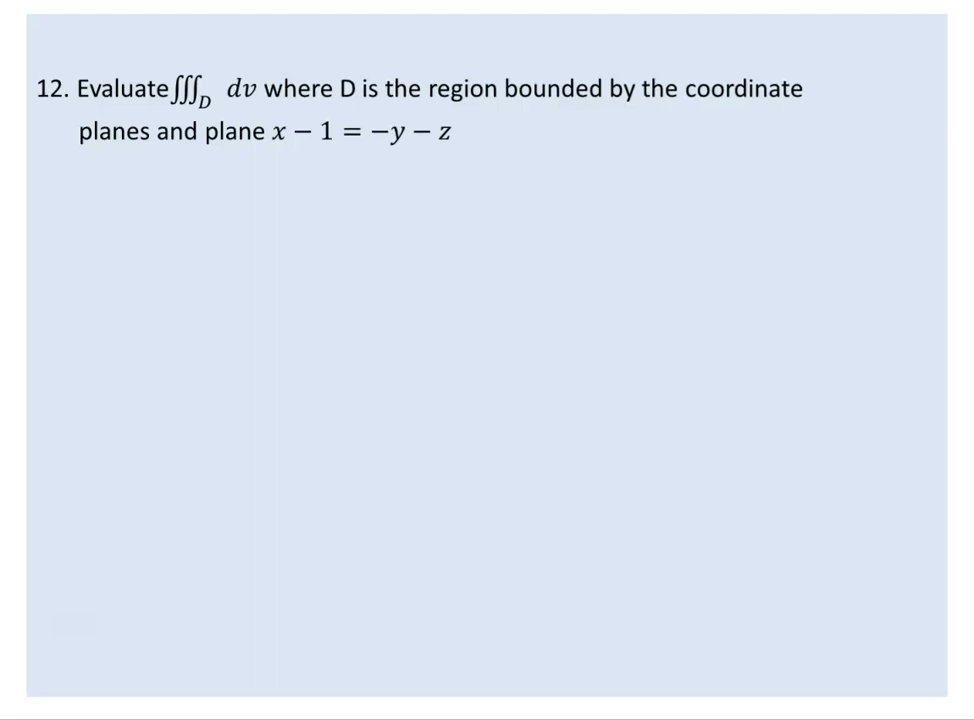 12. Evaluate∭_D dv where D is the region bounded by the coordinate
planes and plane x − 1 = −y − z